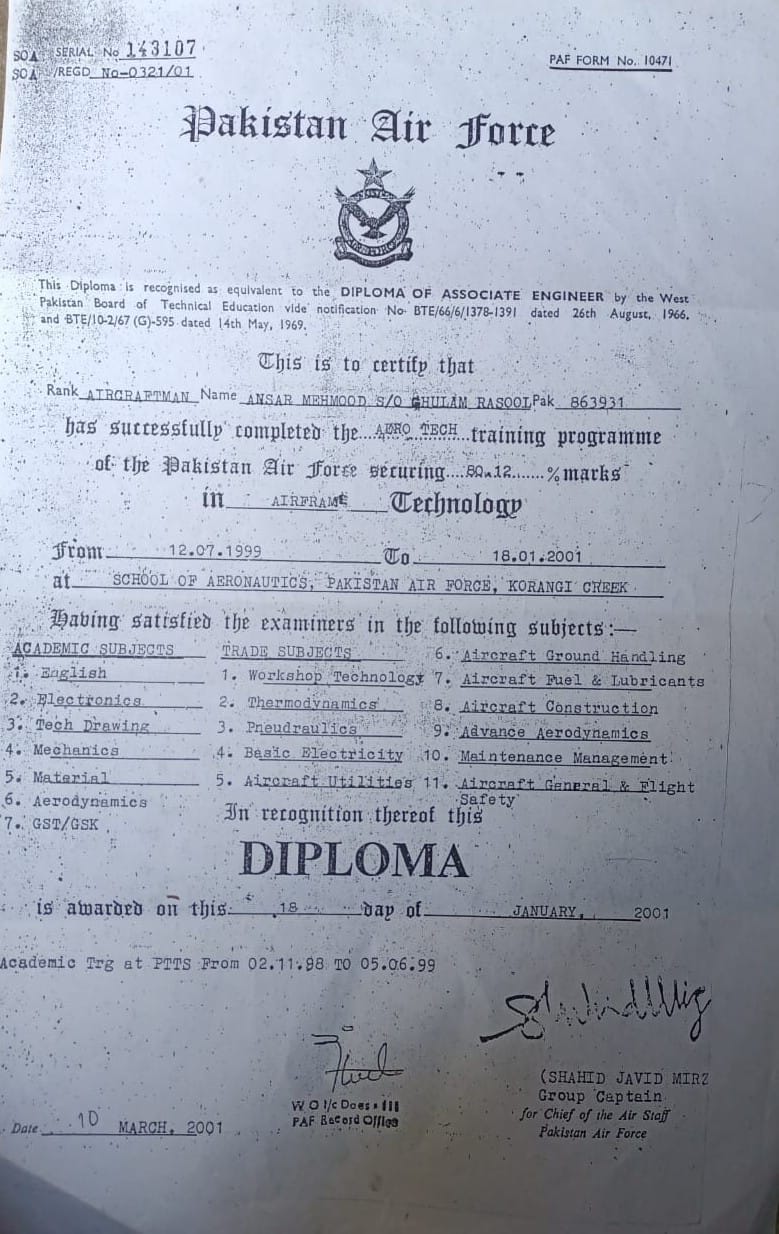 SOA SERIAL No 143107
SOA /REGD No-0321/01
PAF FORM No. 10471
Pakistan Air Force
This Diploma is recognised as equivalent to the DIPLOMA OF ASSOCIATE ENGINEER by the West
Pakistan Board of Technical Education vide notification No BTE/66/6/1378-1391 dated 26th August, 1966.
and BTE/10-2/67 (G)-595 dated 14th May, 1969.
This is to certify that
Rank AIRCRAFTMAN Name ANSAR MEHMOOD S/O GHULAM RASOOL Pak 863931
has successfully completed the AERO TECH training programme
of the Pakistan Air Force securing 80.12 % marks
in AIRFRAME Technology
From 12.07.1999 To 18.01.2001
at SCHOOL OF AERONAUTICS, PAKISTAN AIR FORCE, KORANGI CREEK
Having satisfied the examiners in the following subjects:—
ACADEMIC SUBJECTS
1. English
2. Electronics
3. Tech Drawing
4. Mechanics
5. Material
6. Aerodynamics
7. GST/GSK
TRADE SUBJECTS
1. Workshop Technology
2. Thermodynamics
3. Pneudraulics
4. Basic Electricity
5. Aircraft Utilities
6. Aircraft Ground Handling
7. Aircraft Fuel & Lubricants
8. Aircraft Construction
9. Advance Aerodynamics
10. Maintenance Management
11. Aircraft General & Flight
Safety
In recognition thereof this
DIPLOMA
is awarded on this 18 day of JANUARY, 2001
Academic Trg at PTTS From 02.11.98 TO 05.06.99
(SHAHID JAVID MIRZ
Group Captain
for Chief of the Air Staff
Pakistan Air Force
W O I/c Does-III
PAF Record Office
Date 10 MARCH, 2001